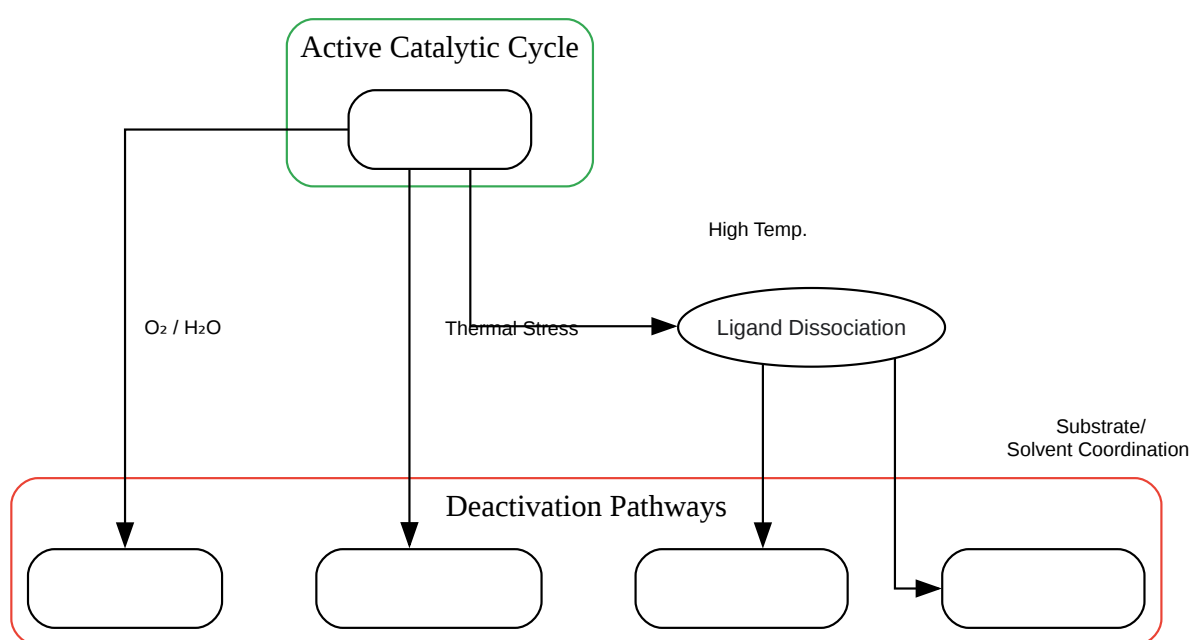 Active Catalytic Cycle
High Temp.
O₂ / H₂O
Thermal Stress
Ligand Dissociation
Substrate/
Solvent Coordination
Deactivation Pathways